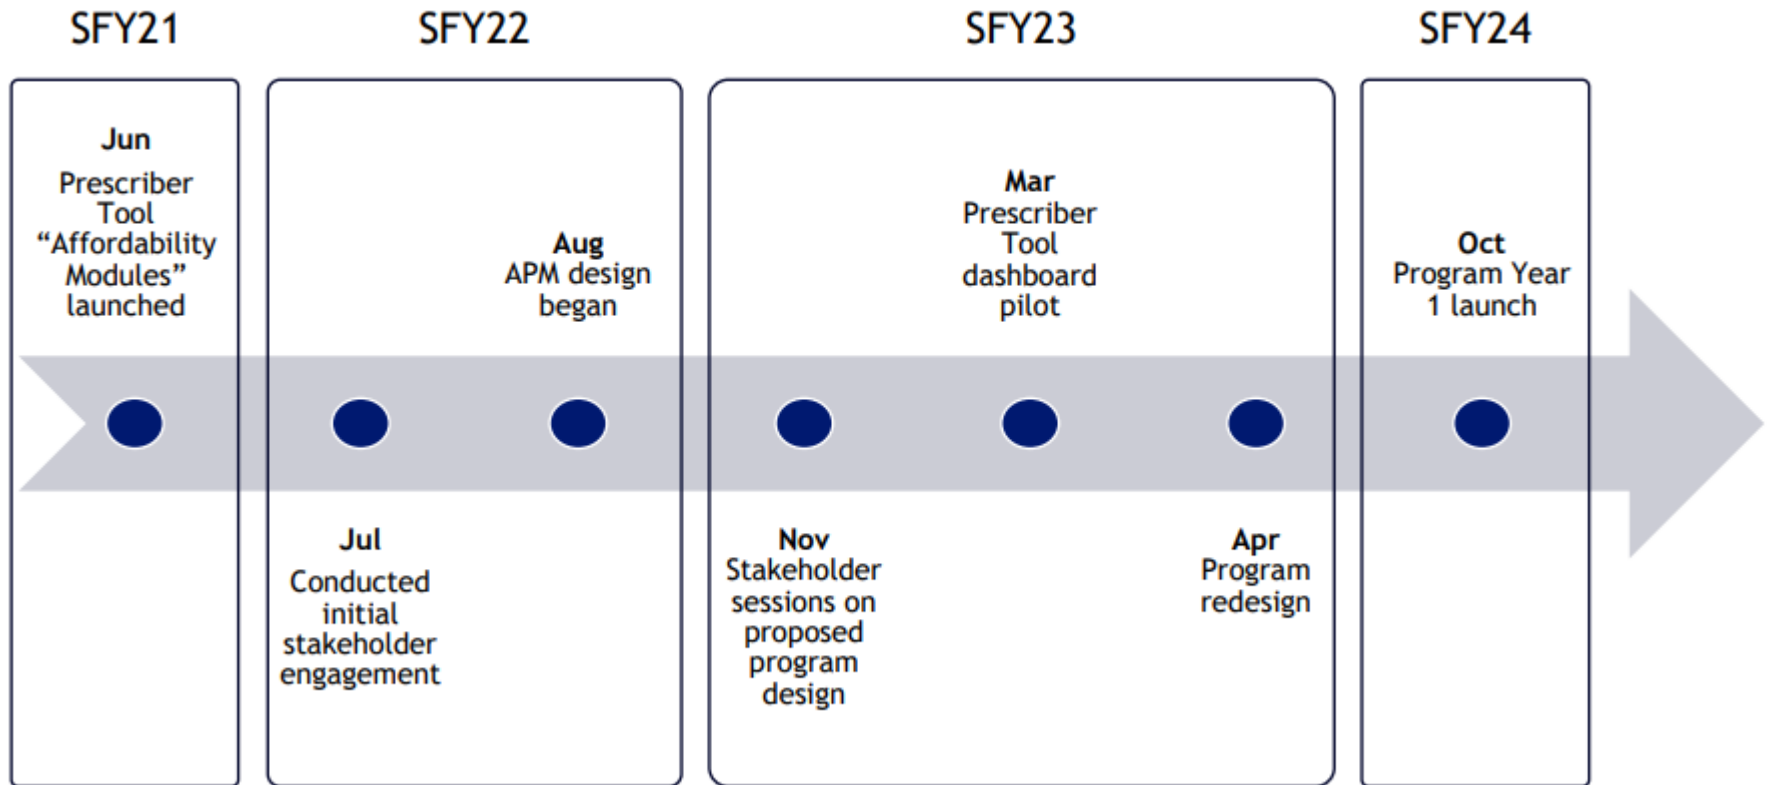 SFY21
SFY22
SFY23
SFY24
Jun
Prescriber
Tool
“Affordability
Modules”
launched
Jul
Conducted
initial
stakeholder
engagement
Aug
APM design
began
Nov
Stakeholder
sessions on
proposed
program
design
Mar
Prescriber
Tool
dashboard
pilot
Apr
Program
redesign
Oct
Program Year
1 launch